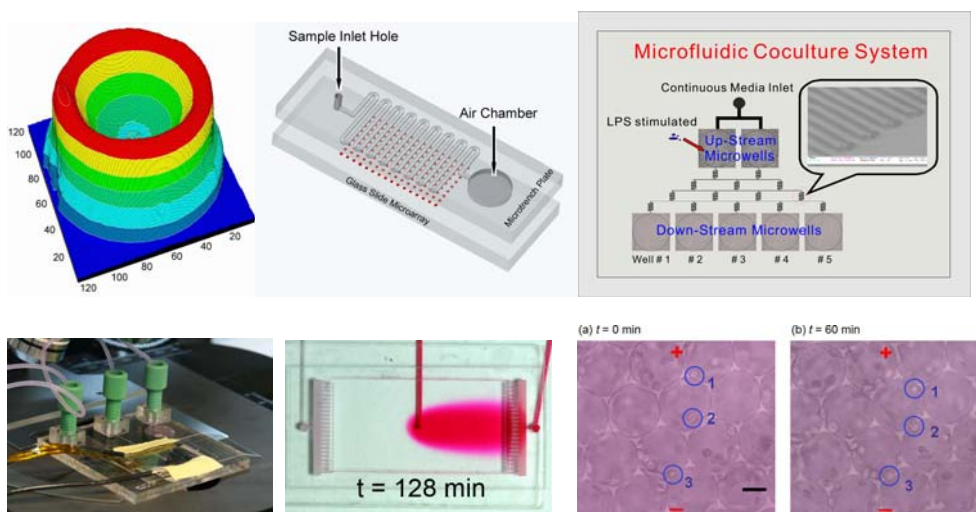 120
100
80
60
40
20
120
100
80
60
40
20
Sample Inlet Hole
Air Chamber
Glass Slide Microarray
Microtrench Plate
Microfluidic Coculture System
Continuous Media Inlet
LPS stimulated
Up-Stream
Microwells
Down-Stream Microwells
Well # 1 # 2 # 3 # 4 # 5
t = 128 min
(a) t = 0 min
+
1
2
3
–
(b) t = 60 min
+
1
2
3
–